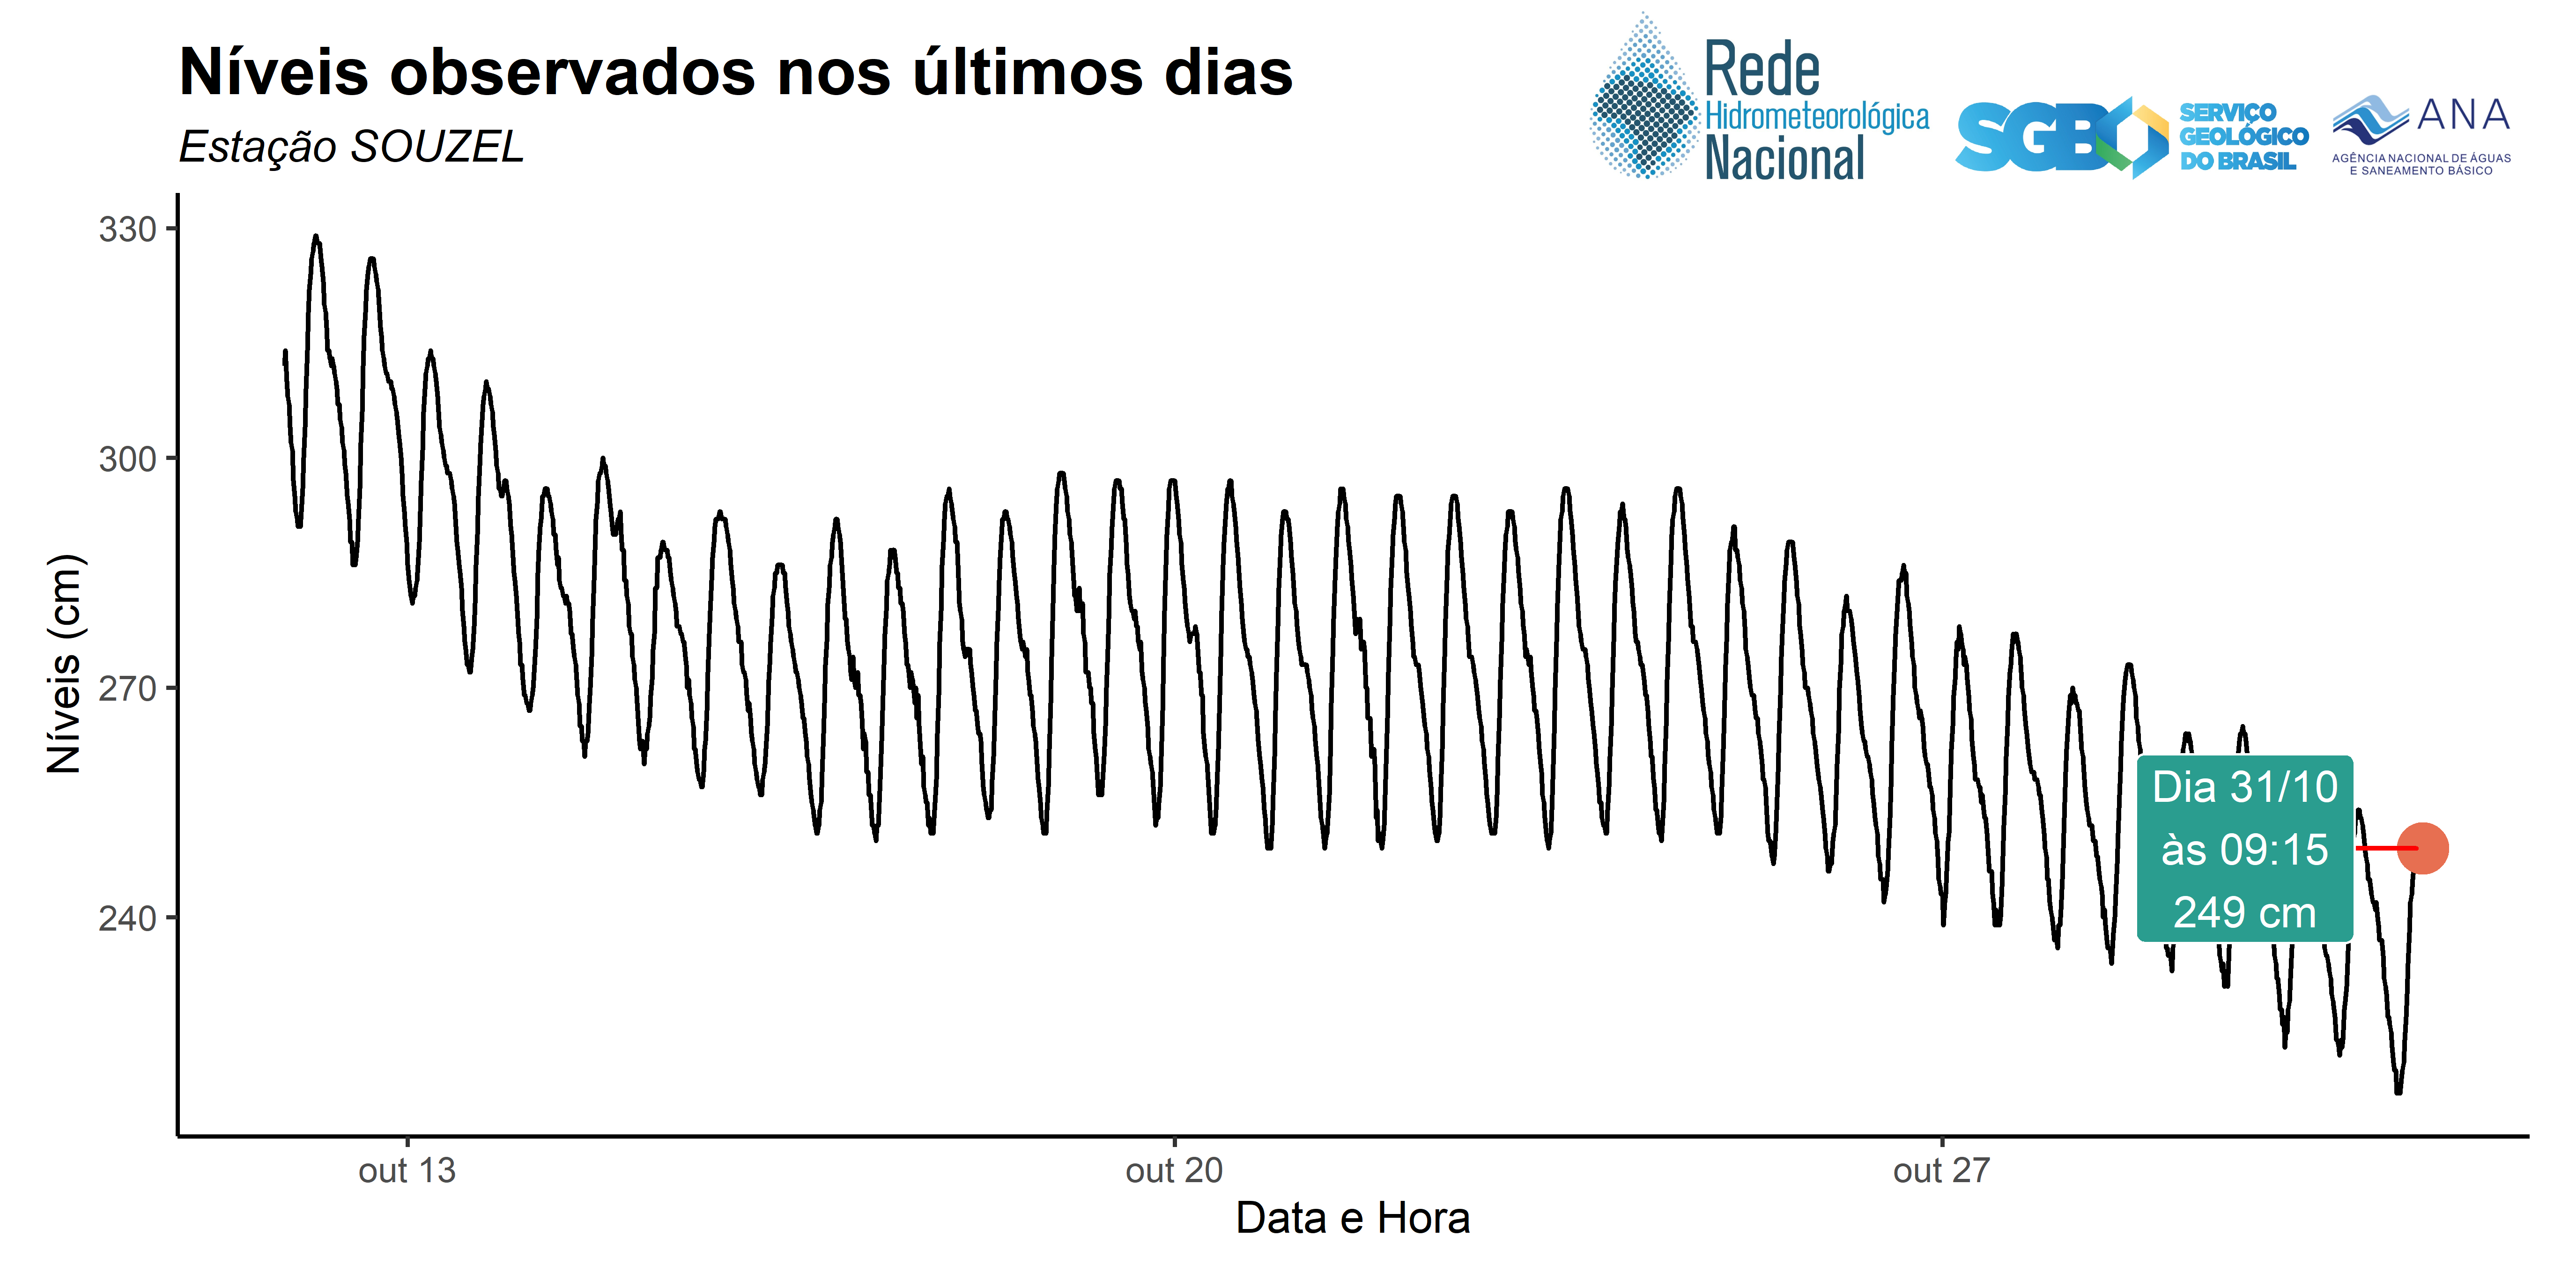 Níveis observados nos últimos dias
Estação SOUZEL
Rede
Hidrometeorológica
Nacional
SGB
SERVIÇO
GEOLÓGICO
DO BRASIL
ANA
AGÊNCIA NACIONAL DE ÁGUAS
E SANEAMENTO BÁSICO
330
300
270
240
Níveis (cm)
Dia 31/10
às 09:15
249 cm
out 13
out 20
out 27
Data e Hora